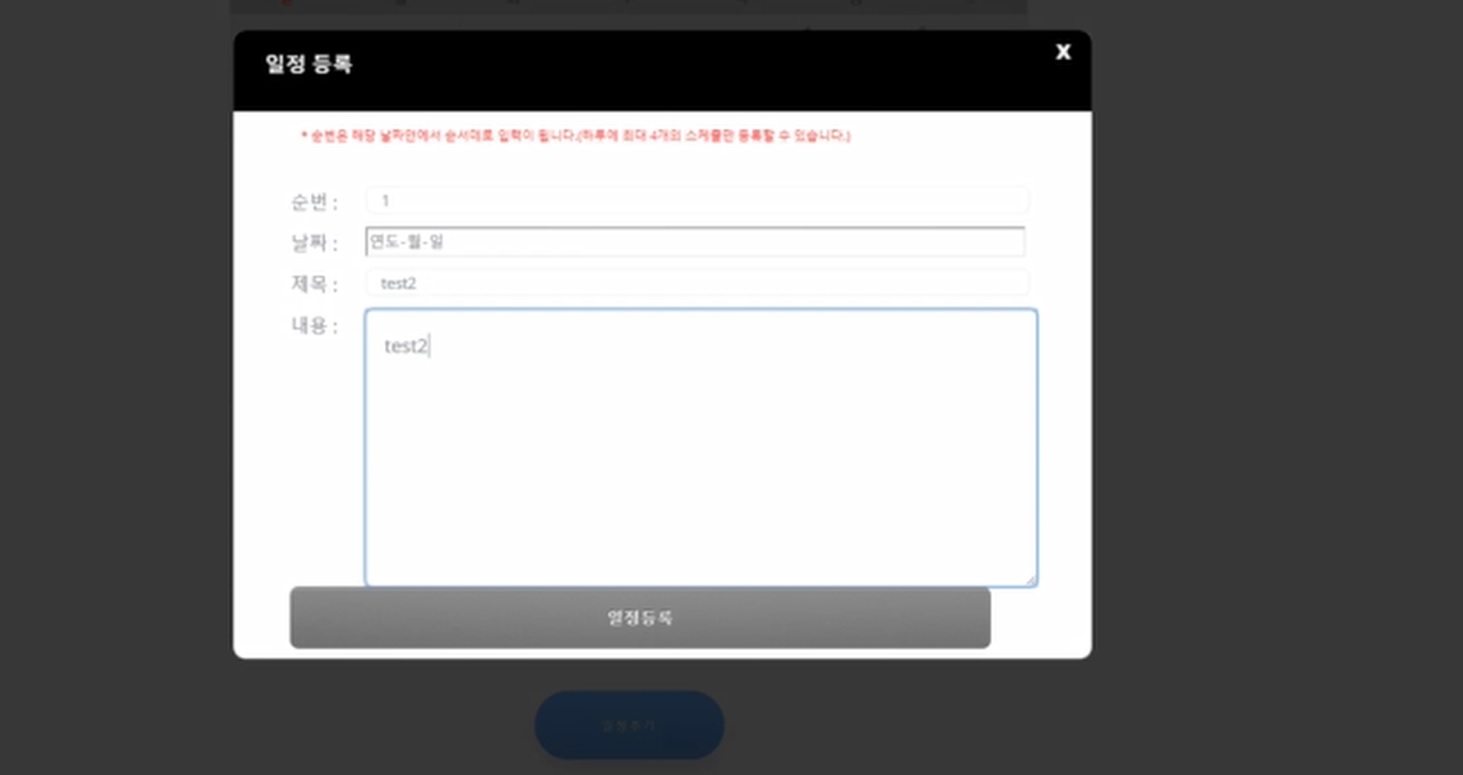 일정 등록
X
* 순번은 해당 날짜안에서 순서대로 입력이 됩니다.(하루에 최대 4개의 스케줄만 등록할 수 있습니다.)
순번 :
1
날짜 :
연도-월-일
제목 :
test2
내용 :
test2
일정등록
일정추가